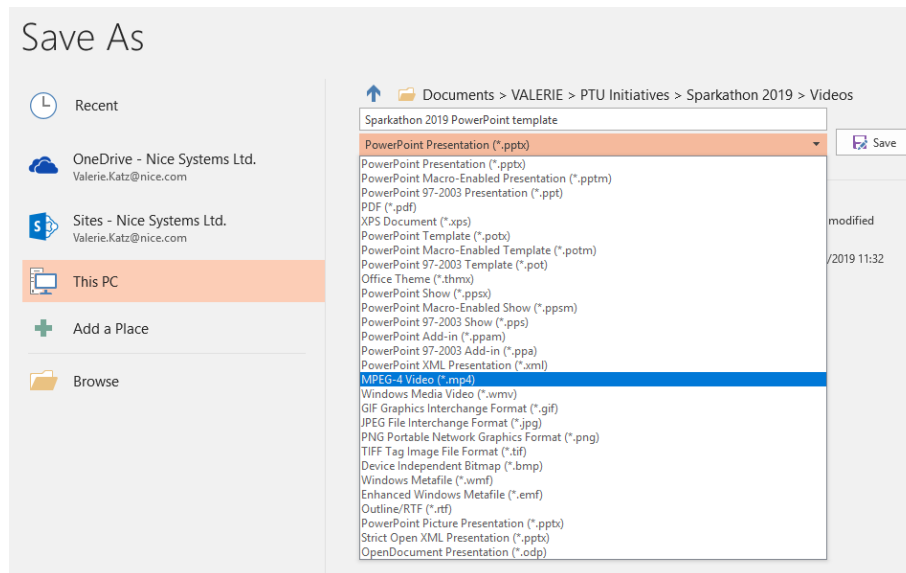 Save As
Recent
OneDrive - Nice Systems Ltd.
Valerie.Katz@nice.com
Sites - Nice Systems Ltd.
Valerie.Katz@nice.com
This PC
Add a Place
Browse
Documents > VALERIE > PTU Initiatives > Sparkathon 2019 > Videos
Sparkathon 2019 PowerPoint template
PowerPoint Presentation (*.pptx)
Save
PowerPoint Presentation (*.pptx)
PowerPoint Macro-Enabled Presentation (*.pptm)
PowerPoint 97-2003 Presentation (*.ppt)
PDF (*.pdf)
XPS Document (*.xps)
PowerPoint Template (*.potx)
PowerPoint Macro-Enabled Template (*.potm)
PowerPoint 97-2003 Template (*.pot)
Office Theme (*.thmx)
PowerPoint Show (*.ppsx)
PowerPoint Macro-Enabled Show (*.ppsm)
PowerPoint 97-2003 Show (*.pps)
PowerPoint Add-in (*.ppam)
PowerPoint 97-2003 Add-in (*.ppa)
PowerPoint XML Presentation (*.xml)
MPEG-4 Video (*.mp4)
Windows Media Video (*.wmv)
GIF Graphics Interchange Format (*.gif)
JPEG File Interchange Format (*.jpg)
PNG Portable Network Graphics Format (*.png)
TIFF Tag Image File Format (*.tif)
Device Independent Bitmap (*.bmp)
Windows Metafile (*.wmf)
Enhanced Windows Metafile (*.emf)
Outline/RTF (*.rtf)
PowerPoint Picture Presentation (*.pptx)
Strict Open XML Presentation (*.pptx)
OpenDocument Presentation (*.odp)
modified
/2019 11:32